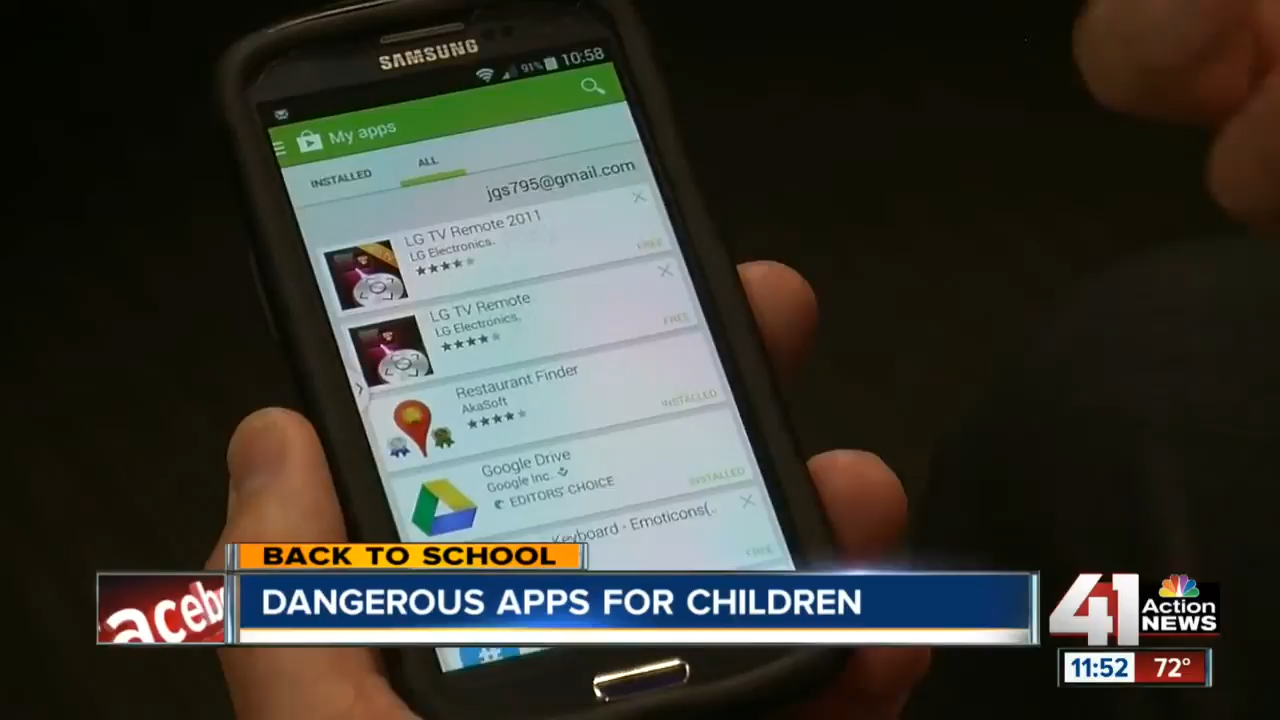 SAMSUNG
91% 10:58
My apps
INSTALLED ALL
jgs795@gmail.com
LG TV Remote 2011
LG Electronics.
FREE
LG TV Remote
LG Electronics.
FREE
Restaurant Finder
AkaSoft
INSTALLED
Google Drive
Google Inc.
EDITORS' CHOICE
INSTALLED
Keyboard - Emoticons(..
FREE
BACK TO SCHOOL
acebo
DANGEROUS APPS FOR CHILDREN
41 Action NEWS
11:52 72°